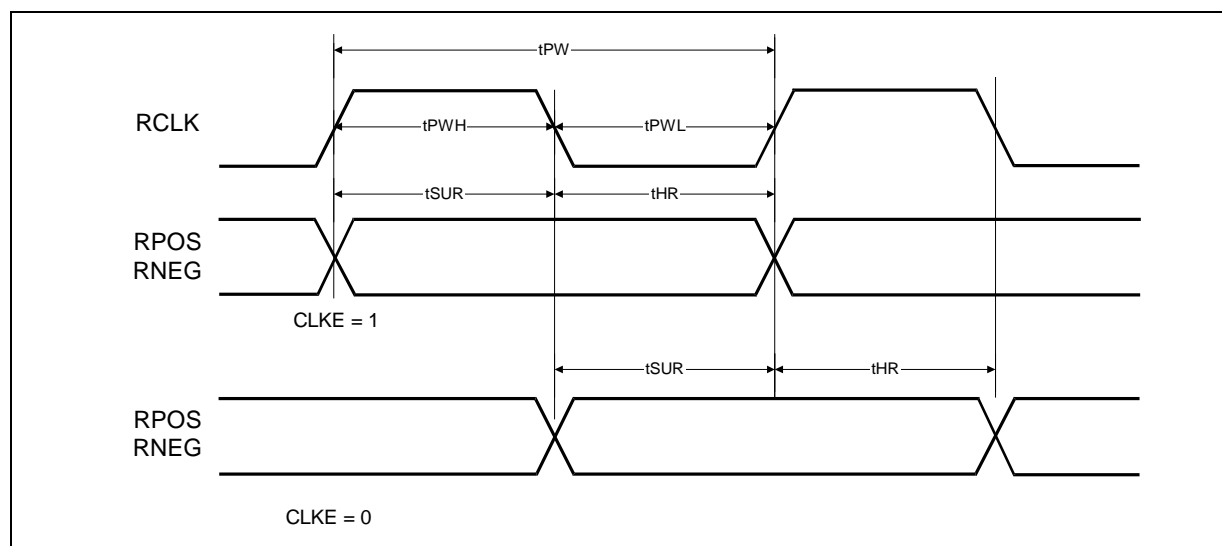 tPW
RCLK
tPWH
tPWL
tSUR
tHR
RPOS
RNEG
CLKE = 1
tSUR
tHR
RPOS
RNEG
CLKE = 0